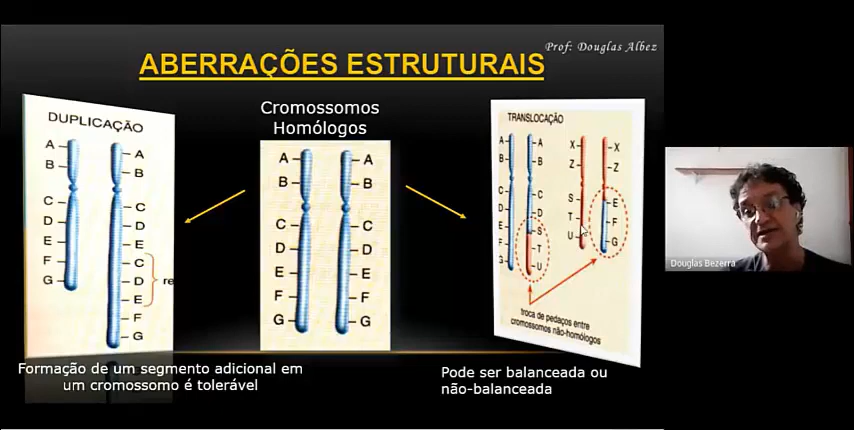 Prof: Douglas Albez
ABERRAÇÕES ESTRUTURAIS
DUPLICAÇÃO
A
B
C
D
E
F
G
A
B
C
D
E
C
D
E
F
G
re
Formação de um segmento adicional em
um cromossomo é tolerável
Cromossomos
Homólogos
A A
B B
C C
D D
E E
F F
G G
TRANSLOCAÇÃO
A
B
C
D
E
F
G
A
B
C
D
S
T
U
X
Z
S
T
U
X
Z
E
F
G
troca de pedaços entre
cromossomos não-homólogos
Pode ser balanceada ou
não-balanceada
Douglas Bezerra